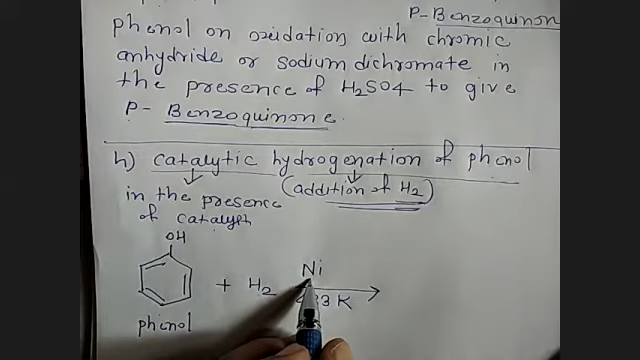 P-Benzoquinon
phenol on oxidation with chromic
anhydride or sodium dichromate in
the presence of H2SO4 to give
P- Benzoquinone.
h) catalytic hydrogenation of phenol
in the presence (addition of H2)
of catalyst
OH
+ H2 Ni
K
phenol